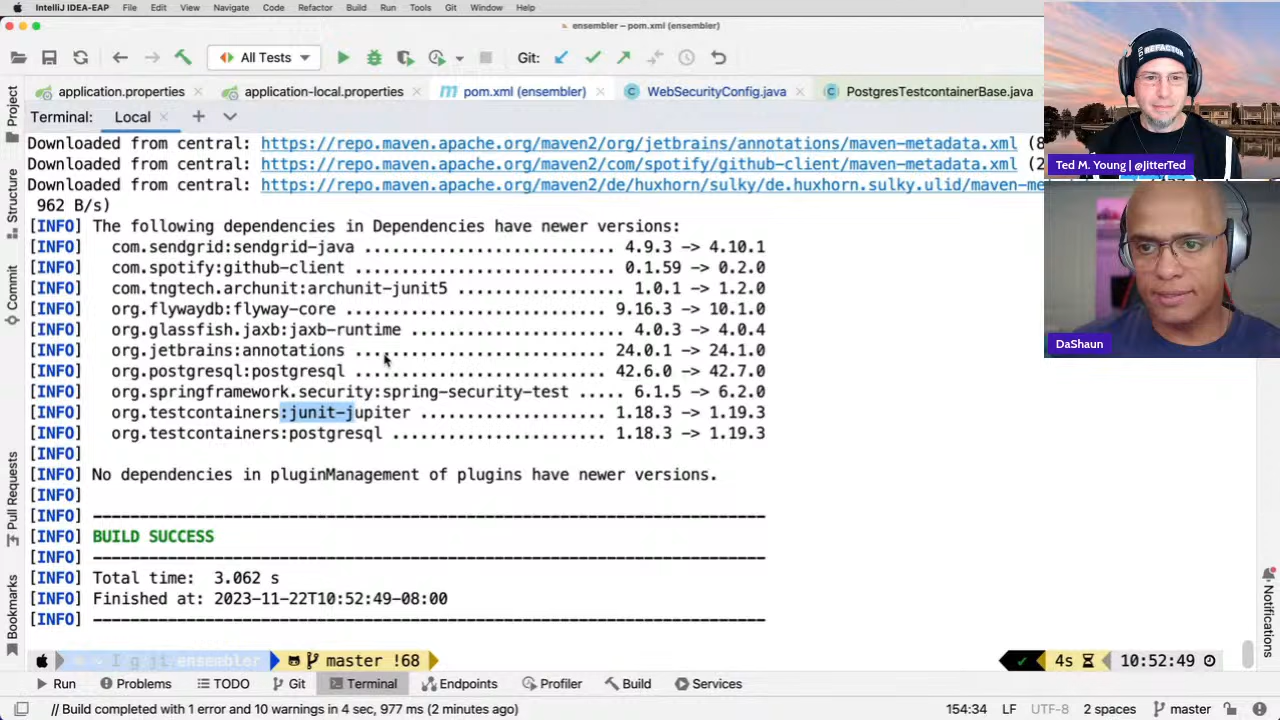 IntelliJ IDEA-EAP File Edit View Navigate Code Refactor Build Run Tools Git Window Help
ensembler – pom.xml (ensembler)
All Tests
Git:
application.properties
application-local.properties
pom.xml (ensembler)
WebSecurityConfig.java
PostgresTestcontainerBase.java
Terminal: Local
Downloaded from central: https://repo.maven.apache.org/maven2/org/jetbrains/annotations/maven-metadata.xml (8
Downloaded from central: https://repo.maven.apache.org/maven2/com/spotify/github-client/maven-metadata.xml (2
Downloaded from central: https://repo.maven.apache.org/maven2/de/huxhorn/sulky/de.huxhorn.sulky.ulid/maven-me
962 B/s)
[INFO] The following dependencies in Dependencies have newer versions:
[INFO] com.sendgrid:sendgrid-java ........................... 4.9.3 -> 4.10.1
[INFO] com.spotify:github-client ............................ 0.1.59 -> 0.2.0
[INFO] com.tngtech.archunit:archunit-junit5 .................. 1.0.1 -> 1.2.0
[INFO] org.flywaydb:flyway-core ............................. 9.16.3 -> 10.1.0
[INFO] org.glassfish.jaxb:jaxb-runtime ....................... 4.0.3 -> 4.0.4
[INFO] org.jetbrains:annotations ........................... 24.0.1 -> 24.1.0
[INFO] org.postgresql:postgresql ........................... 42.6.0 -> 42.7.0
[INFO] org.springframework.security:spring-security-test ..... 6.1.5 -> 6.2.0
[INFO] org.testcontainers:junit-jupiter .................... 1.18.3 -> 1.19.3
[INFO] org.testcontainers:postgresql ....................... 1.18.3 -> 1.19.3
[INFO]
[INFO] No dependencies in pluginManagement of plugins have newer versions.
[INFO]
[INFO] ------------------------------------------------------------------------
[INFO] BUILD SUCCESS
[INFO] ------------------------------------------------------------------------
[INFO] Total time: 3.062 s
[INFO] Finished at: 2023-11-22T10:52:49-08:00
[INFO] ------------------------------------------------------------------------
ensembler master !68 4s 10:52:49
Run Problems TODO Git Terminal Endpoints Profiler Build Services
// Build completed with 1 error and 10 warnings in 4 sec, 977 ms (2 minutes ago) 154:34 LF UTF-8 2 spaces master
Project
Structure
Commit
Pull Requests
Bookmarks
Notifications
REFACTOR
Ted M. Young | @JitterTed
DaShaun